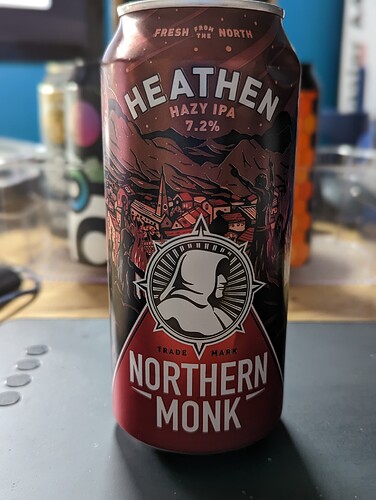 FRESH FROM THE NORTH
HEATHEN
HAZY IPA
7.2%
TRADE MARK
NORTHERN
MONK